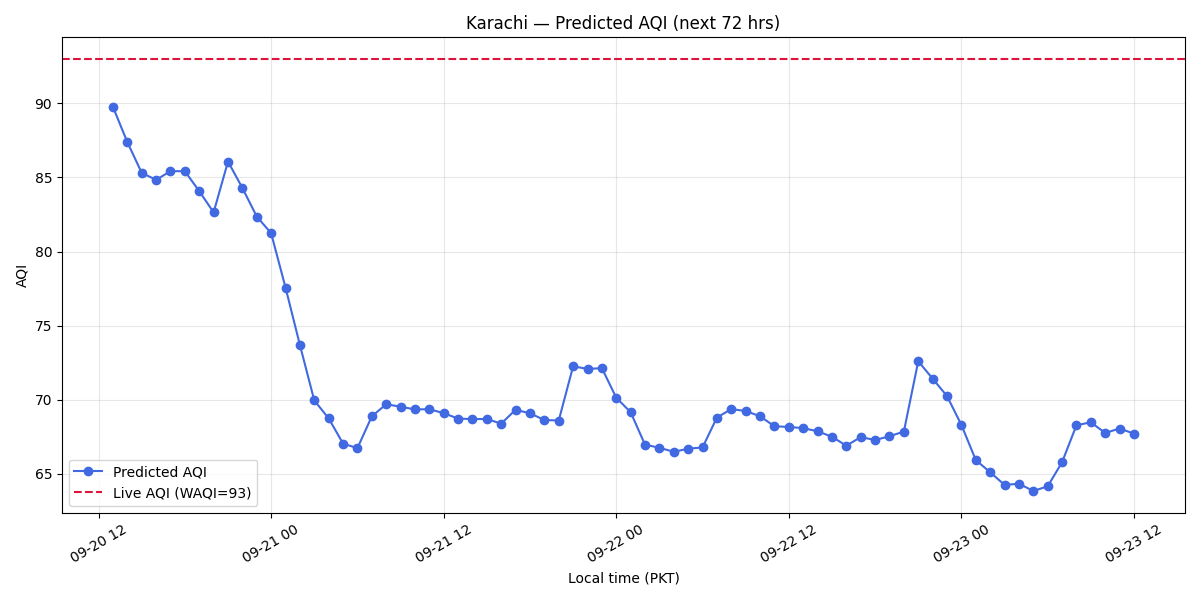 Karachi — Predicted AQI (next 72 hrs)
AQI
90
85
80
75
70
65
Predicted AQI
Live AQI (WAQI=93)
09-20 12
09-21 00
09-21 12
09-22 00
09-22 12
09-23 00
09-23 12
Local time (PKT)